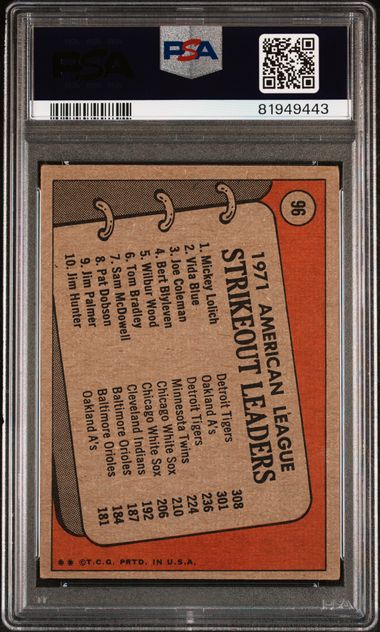 PSA
PSA
81949443
96
1971 AMERICAN LEAGUE
STRIKEOUT LEADERS
1. Mickey Lolich Detroit Tigers 308
2. Vida Blue Oakland A's 301
3. Joe Coleman Detroit Tigers 236
4. Bert Blyleven Minnesota Twins 224
5. Wilbur Wood Chicago White Sox 210
6. Tom Bradley Chicago White Sox 206
7. Sam McDowell Cleveland Indians 192
8. Pat Dobson Baltimore Orioles 187
9. Jim Palmer Baltimore Orioles 184
10. Jim Hunter Oakland A's 181
** ©T.C.G. PRTD. IN U.S.A.
PSA